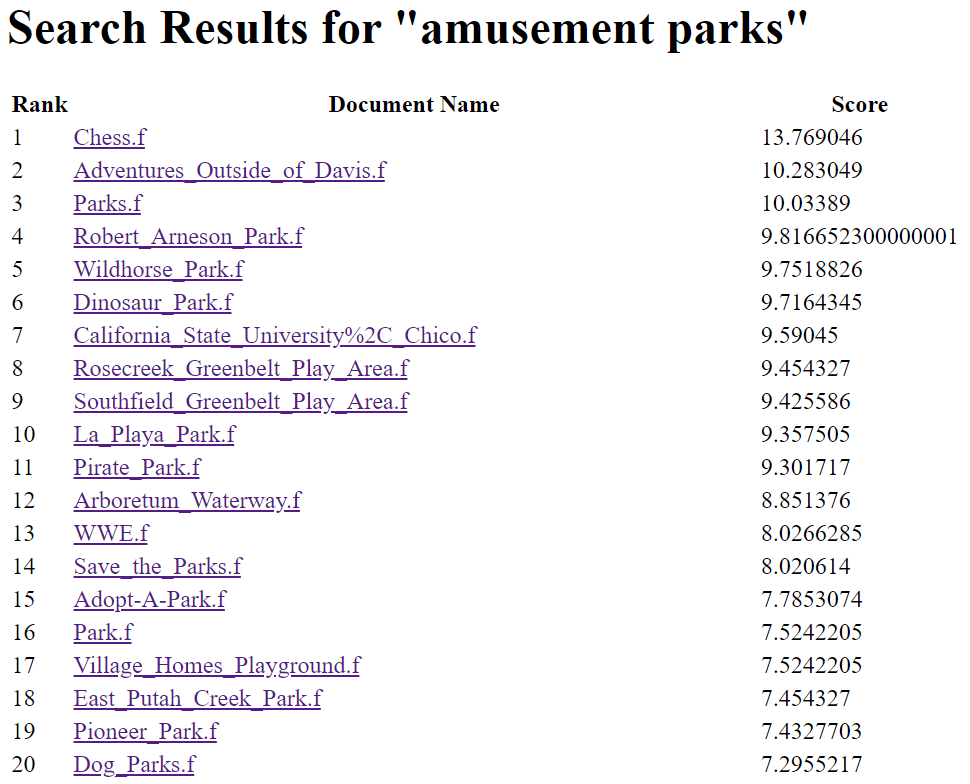 Search Results for "amusement parks"
Rank Document Name Score
1 Chess.f 13.769046
2 Adventures_Outside_of_Davis.f 10.283049
3 Parks.f 10.03389
4 Robert_Arneson_Park.f 9.816652300000001
5 Wildhorse_Park.f 9.7518826
6 Dinosaur_Park.f 9.7164345
7 California_State_University%2C_Chico.f 9.59045
8 Rosecreek_Greenbelt_Play_Area.f 9.454327
9 Southfield_Greenbelt_Play_Area.f 9.425586
10 La_Playa_Park.f 9.357505
11 Pirate_Park.f 9.301717
12 Arboretum_Waterway.f 8.851376
13 WWE.f 8.0266285
14 Save_the_Parks.f 8.020614
15 Adopt-A-Park.f 7.7853074
16 Park.f 7.5242205
17 Village_Homes_Playground.f 7.5242205
18 East_Putah_Creek_Park.f 7.454327
19 Pioneer_Park.f 7.4327703
20 Dog_Parks.f 7.2955217